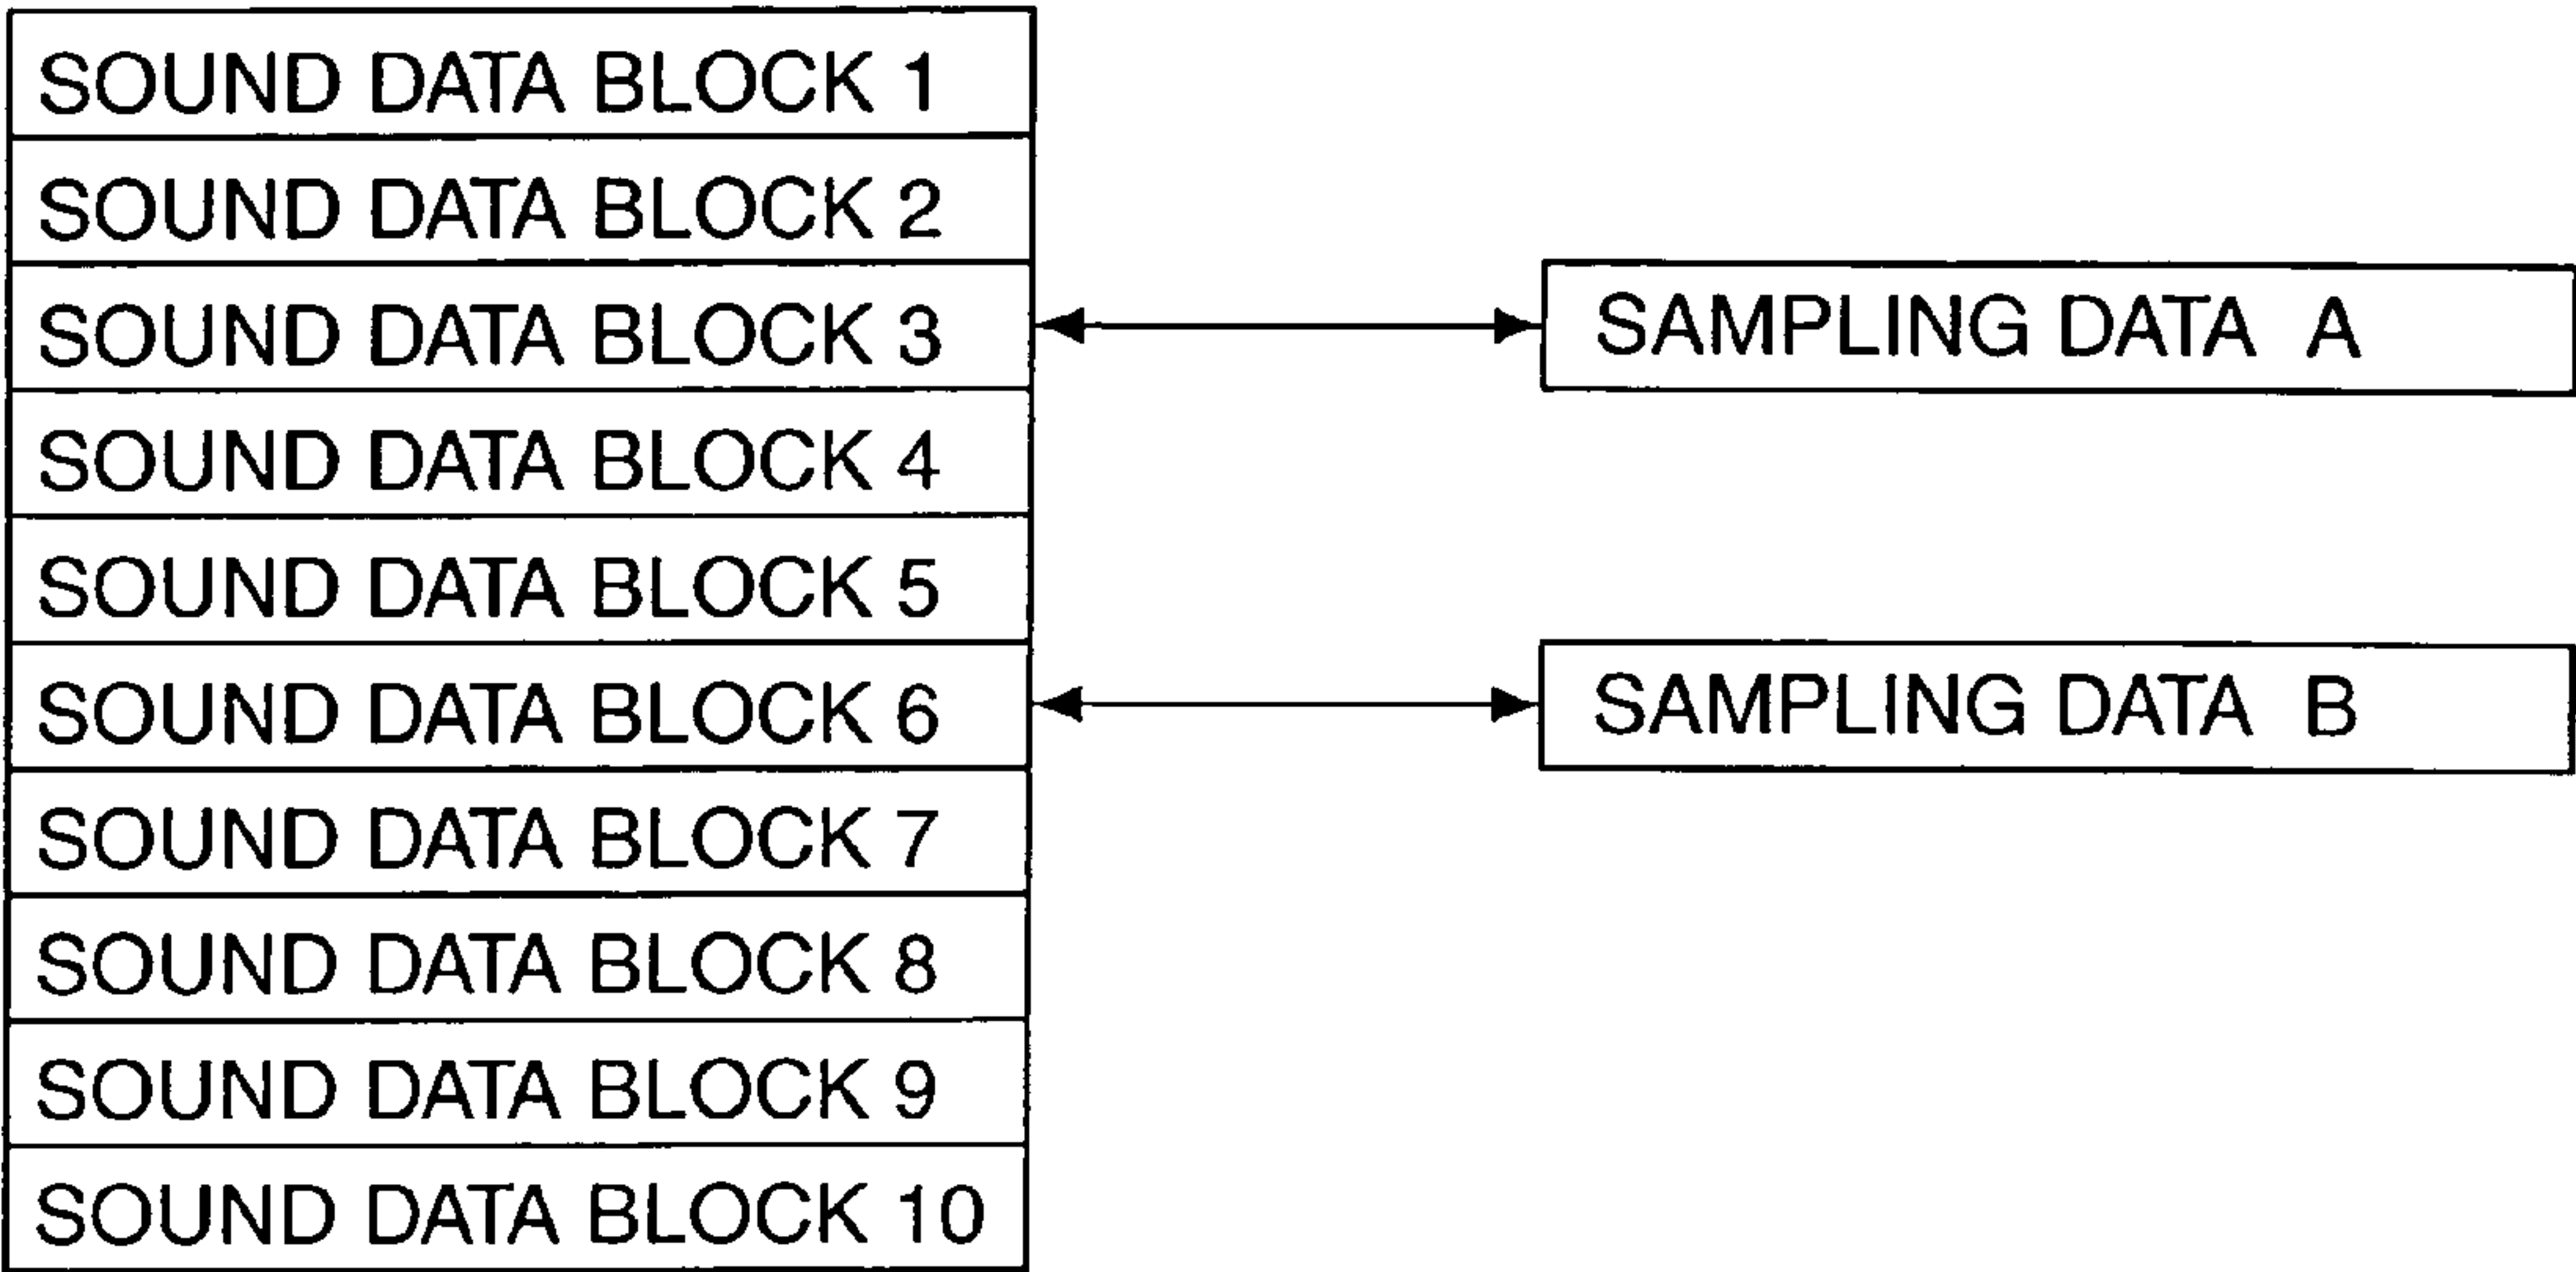 SOUND DATA BLOCK 1
SOUND DATA BLOCK 2
SOUND DATA BLOCK 3
SAMPLING DATA A
SOUND DATA BLOCK 4
SOUND DATA BLOCK 5
SOUND DATA BLOCK 6
SAMPLING DATA B
SOUND DATA BLOCK 7
SOUND DATA BLOCK 8
SOUND DATA BLOCK 9
SOUND DATA BLOCK 10